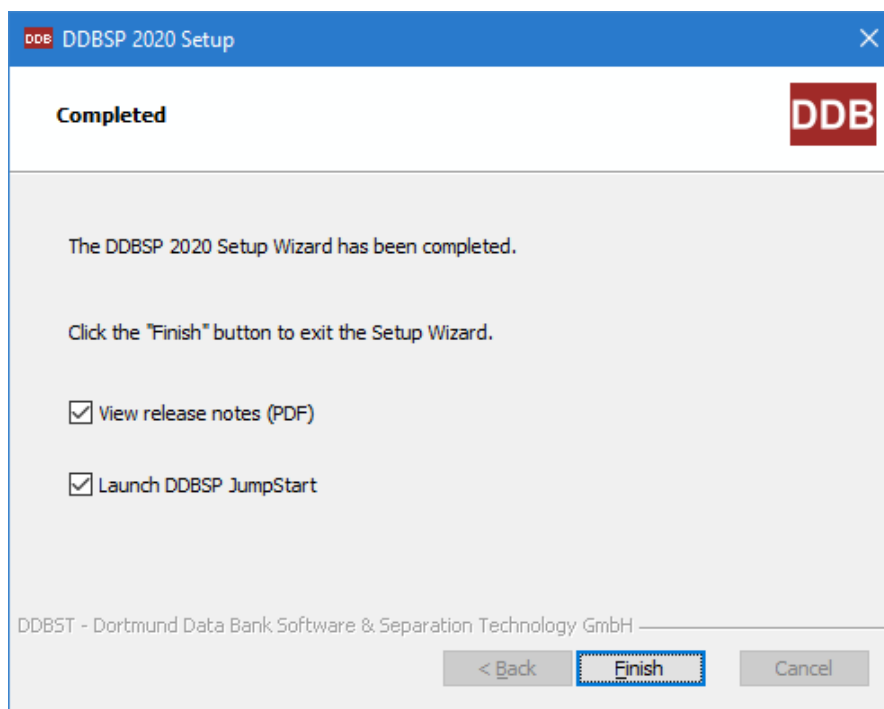 DDB DDBSP 2020 Setup
Completed
DDB
The DDBSP 2020 Setup Wizard has been completed.
Click the "Finish" button to exit the Setup Wizard.
View release notes (PDF)
Launch DDBSP JumpStart
DDBST - Dortmund Data Bank Software & Separation Technology GmbH
< Back Finish Cancel